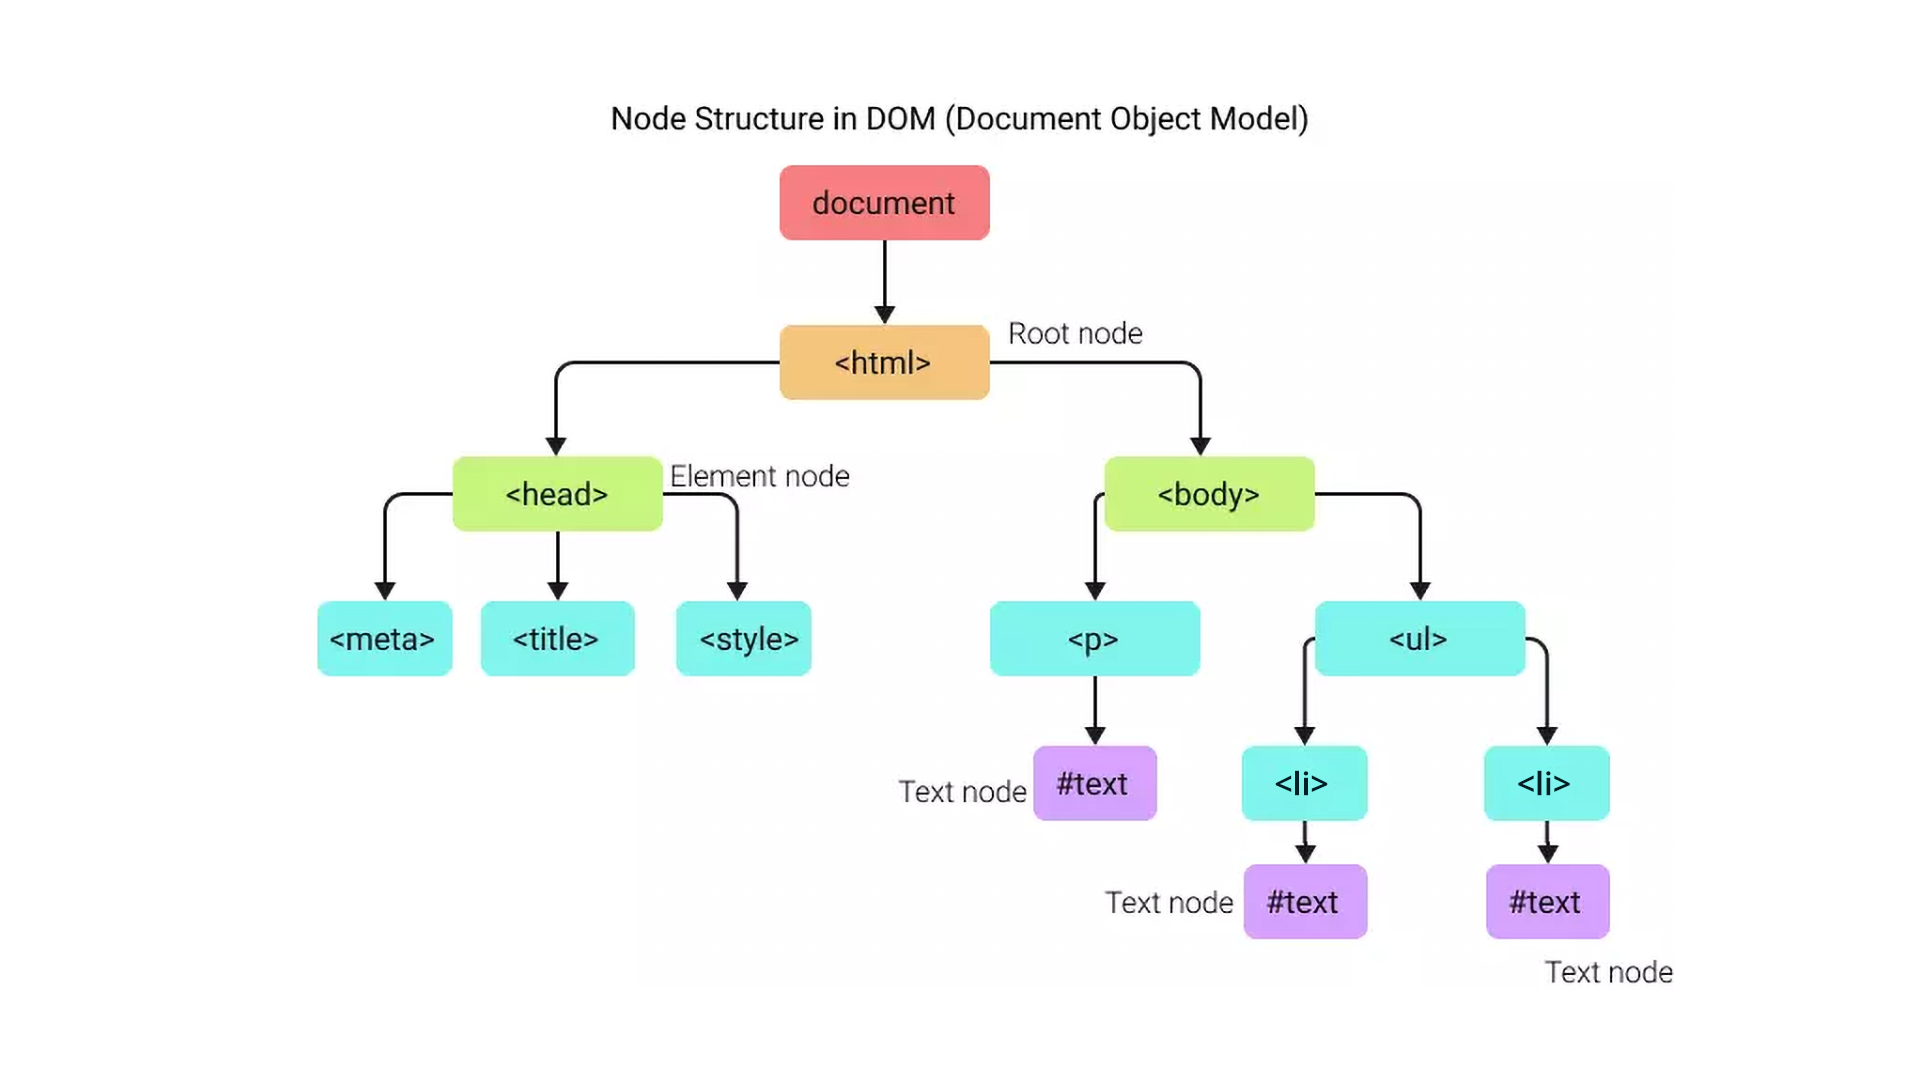 Node Structure in DOM (Document Object Model)
document
Root node
<html>
Element node
<head>
<body>
<meta>
<title>
<style>
<p>
<ul>
Text node
#text
<li>
<li>
Text node
#text
#text
Text node